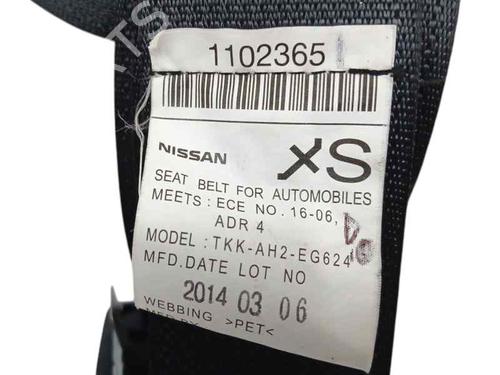 1102365
NISSAN XS
SEAT BELT FOR AUTOMOBILES
MEETS: ECE NO. 16-06,
ADR 4
MODEL: TKK-AH2-EG624
MFD. DATE LOT NO
2014 03 06
WEBBING >PET<